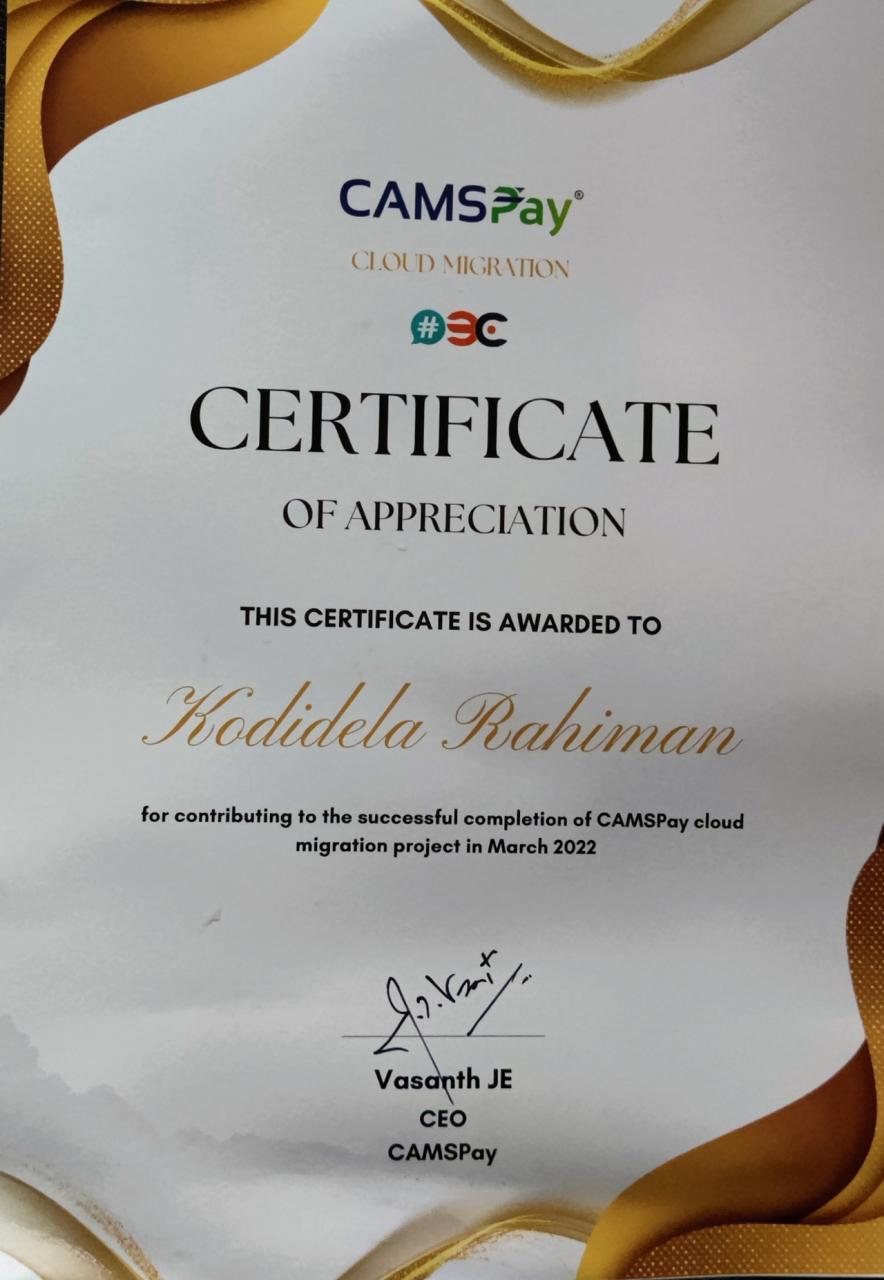 CAMSPay®
CLOUD MIGRATION
#
CERTIFICATE
OF APPRECIATION
THIS CERTIFICATE IS AWARDED TO
Kodidela Rahiman
for contributing to the successful completion of CAMSPay cloud
migration project in March 2022
Vasanth JE
CEO
CAMSPay